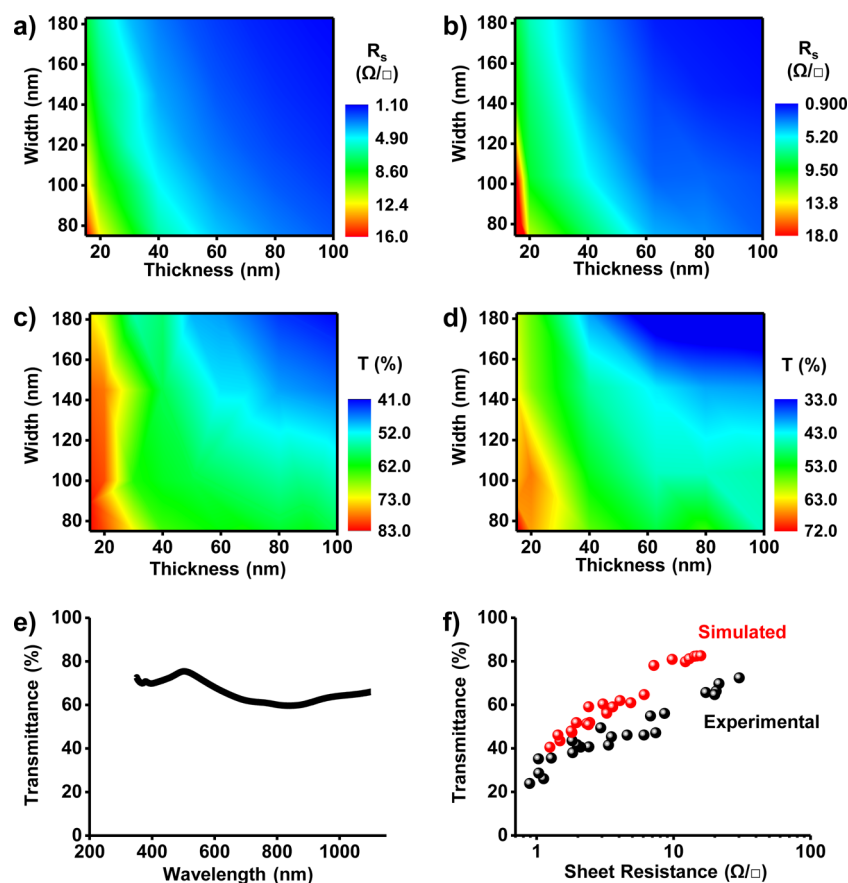 a)
180
160
140
120
100
80
20 40 60 80 100
Width (nm)
Thickness (nm)
Rs
(Ω/□)
1.10
4.90
8.60
12.4
16.0
b)
180
160
140
120
100
80
20 40 60 80 100
Width (nm)
Thickness (nm)
Rs
(Ω/□)
0.900
5.20
9.50
13.8
18.0
c)
180
160
140
120
100
80
20 40 60 80 100
Width (nm)
Thickness (nm)
T (%)
41.0
52.0
62.0
73.0
83.0
d)
180
160
140
120
100
80
20 40 60 80 100
Width (nm)
Thickness (nm)
T (%)
33.0
43.0
53.0
63.0
72.0
e)
100
80
60
40
20
0
200 400 600 800 1000
Transmittance (%)
Wavelength (nm)
f)
100
80
60
40
20
0
1 10 100
Transmittance (%)
Sheet Resistance (Ω/□)
Simulated
Experimental